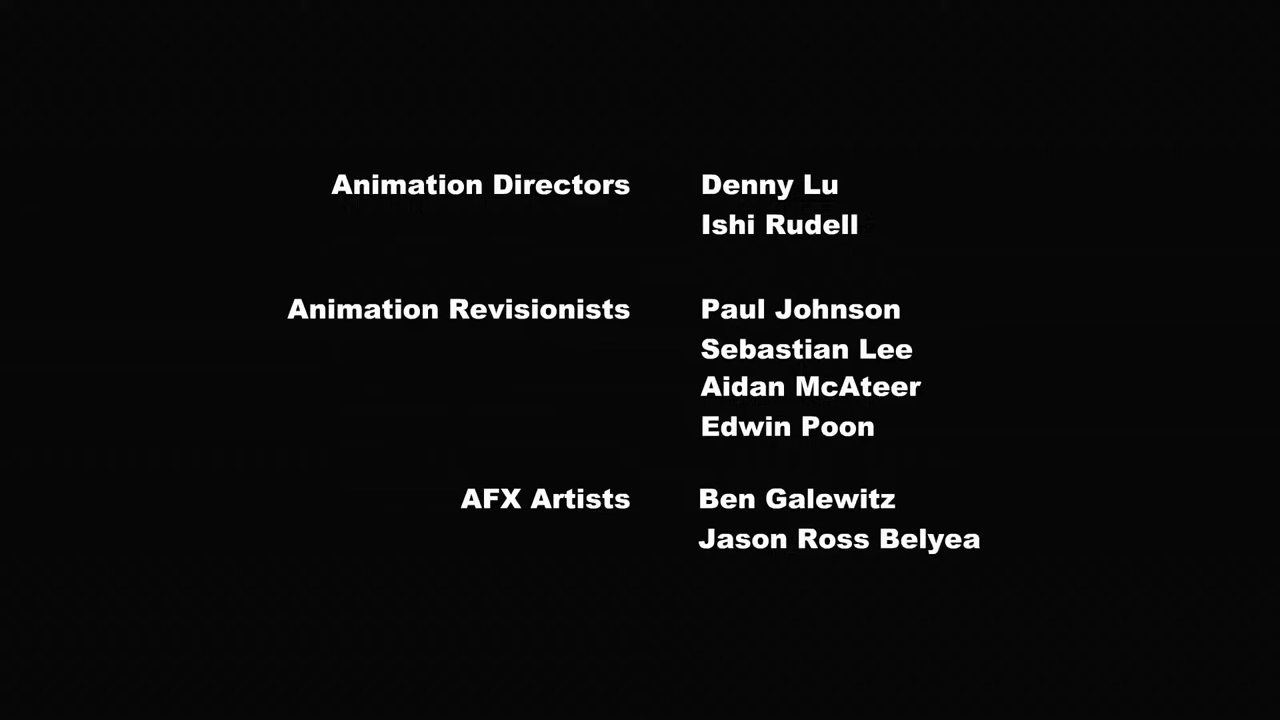 Animation Directors Denny Lu
Ishi Rudell
Animation Revisionists Paul Johnson
Sebastian Lee
Aidan McAteer
Edwin Poon
AFX Artists Ben Galewitz
Jason Ross Belyea